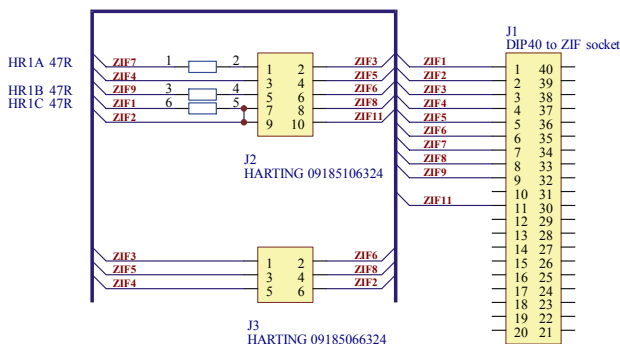 J1
DIP40 to ZIF socket
HR1A 47R ZIF7 1 2 1 2 ZIF3 ZIF1 1 40
ZIF4 3 4 ZIF5 ZIF2 2 39
HR1B 47R ZIF9 3 4 5 6 ZIF6 ZIF3 3 38
HR1C 47R ZIF1 6 5 7 8 ZIF8 ZIF4 4 37
ZIF2 9 10 ZIF11 ZIF5 5 36
ZIF6 6 35
ZIF7 7 34
J2 ZIF8 8 33
HARTING 09185106324 ZIF9 9 32
10 31
ZIF11 11 30
12 29
13 28
14 27
ZIF3 1 2 ZIF6 15 26
ZIF5 3 4 ZIF8 16 25
ZIF4 5 6 ZIF2 17 24
18 23
19 22
J3 20 21
HARTING 09185066324